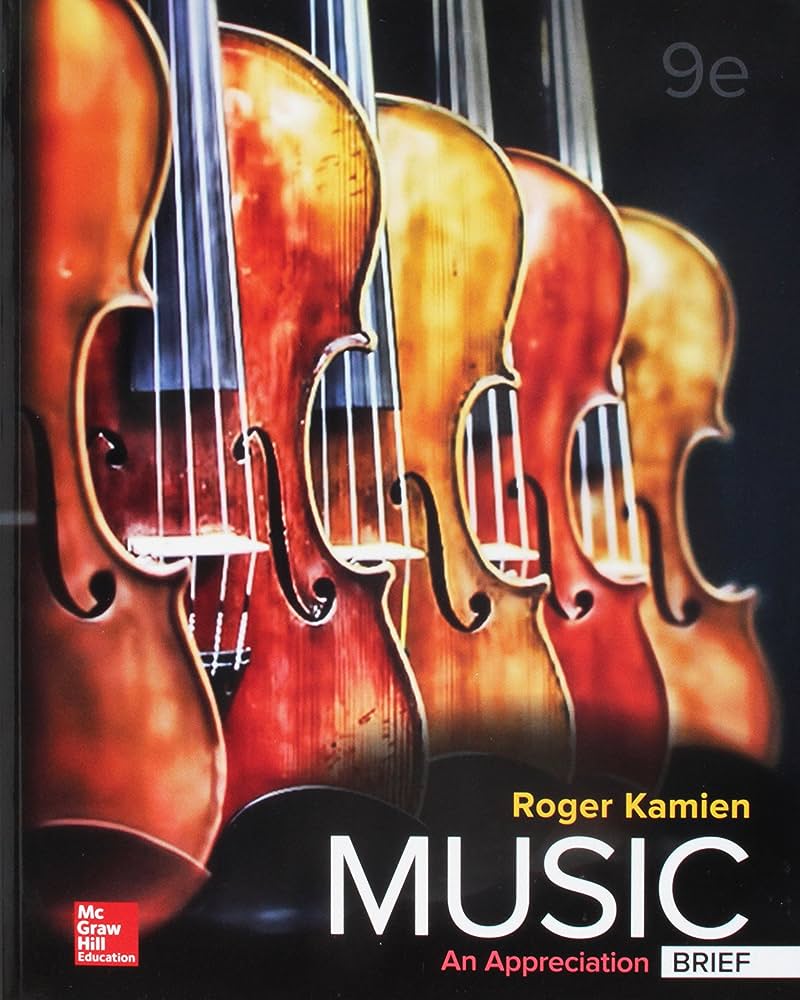 9e
Roger Kamien
MUSIC
An Appreciation BRIEF
Mc
Graw
Hill
Education